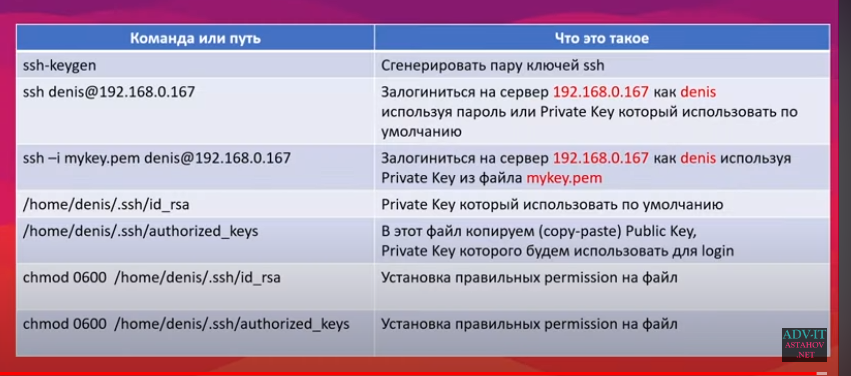 Команда или путь Что это такое
ssh-keygen Сгенерировать пару ключей ssh
ssh denis@192.168.0.167 Залогиниться на сервер 192.168.0.167 как denis
используя пароль или Private Key который использовать по
умолчанию
ssh –i mykey.pem denis@192.168.0.167 Залогиниться на сервер 192.168.0.167 как denis используя
Private Key из файла mykey.pem
/home/denis/.ssh/id_rsa Private Key который использовать по умолчанию
/home/denis/.ssh/authorized_keys В этот файл копируем (copy-paste) Public Key,
Private Key которого будем использовать для login
chmod 0600 /home/denis/.ssh/id_rsa Установка правильных permission на файл
chmod 0600 /home/denis/.ssh/authorized_keys Установка правильных permission на файл
ADV-IT
ASTAHOV
.NET